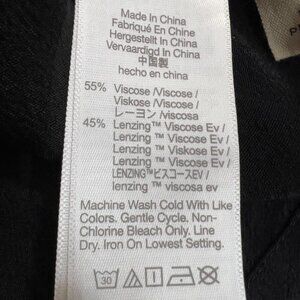 Made In China
Fabriqué En Chine
Hergestellt In China
Vervaardigd In China
中国製
hecho en china
55% Viscose /Viscose /
Viskose /Viscose /
レーヨン /viscosa
45% Lenzing™ Viscose Ev /
Lenzing™ Viscose Ev /
Lenzing™ Viskose Ev /
Lenzing™ Viscose Ev /
LENZING™ビスコースEV /
lenzing™ viscosa ev
Machine Wash Cold With Like
Colors. Gentle Cycle. Non-
Chlorine Bleach Only. Line
Dry. Iron On Lowest Setting.
30